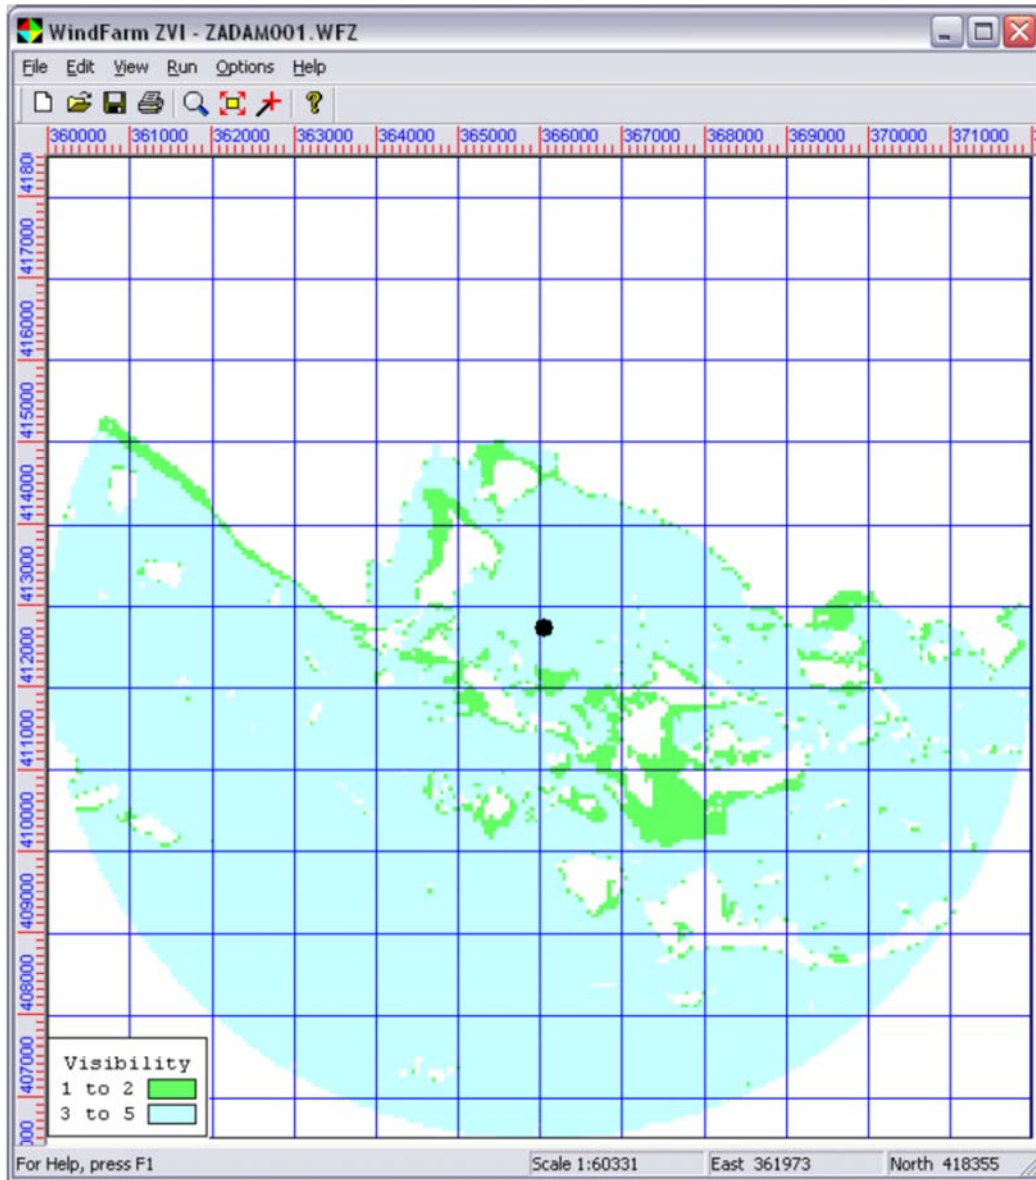 WindFarm ZVI - ZADAM001.WFZ
File Edit View Run Options Help
360000 361000 362000 363000 364000 365000 366000 367000 368000 369000 370000 371000
417000
416000
415000
414000
413000
412000
411000
410000
409000
408000
407000
Visibility
1 to 2
3 to 5
For Help, press F1 Scale 1:60331 East 361973 North 418355